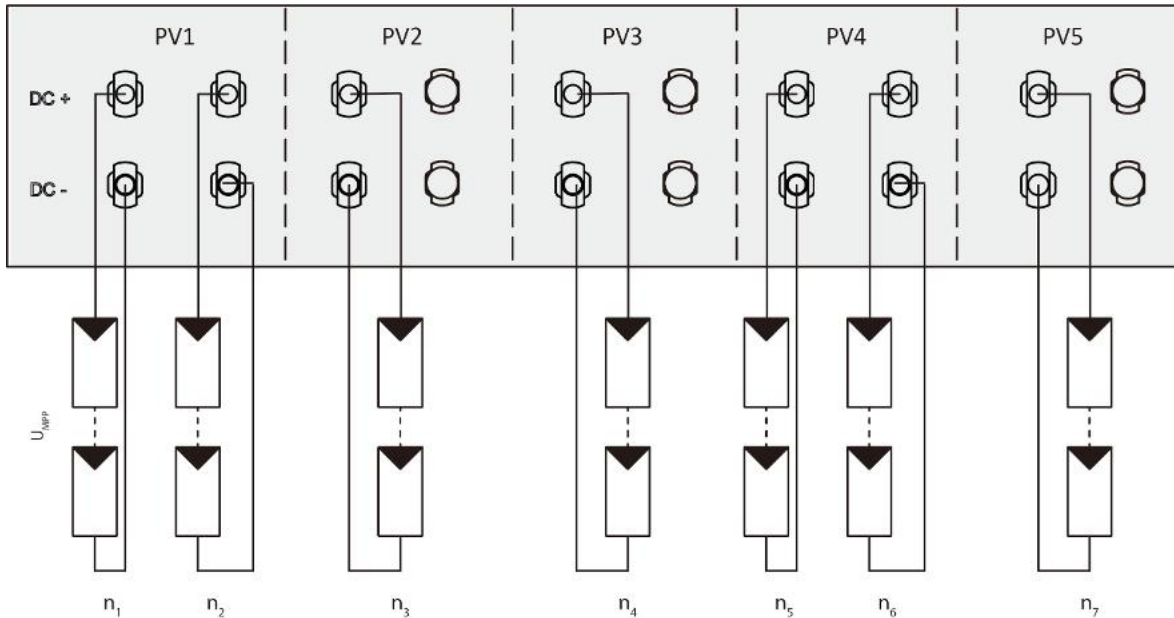 PV1 PV2 PV3 PV4 PV5
DC +
DC -
U_MPP
n₁ n₂ n₃ n₄ n₅ n₆ n₇